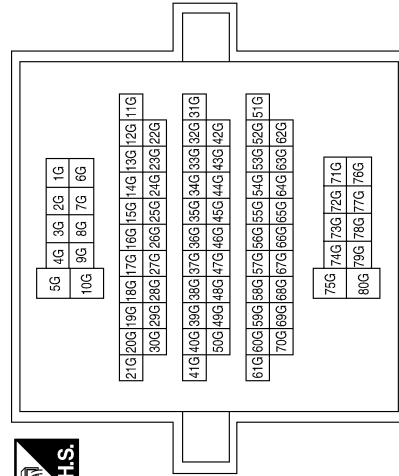 5G 4G 3G 2G 1G
10G 9G 8G 7G 6G
21G 20G 19G 18G 17G 16G 15G 14G 13G 12G 11G
30G 29G 28G 27G 26G 25G 24G 23G 22G
41G 40G 39G 38G 37G 36G 35G 34G 33G 32G 31G
50G 49G 48G 47G 46G 45G 44G 43G 42G
61G 60G 59G 58G 57G 56G 55G 54G 53G 52G 51G
70G 69G 68G 67G 66G 65G 64G 63G 62G
75G 74G 73G 72G 71G
80G 79G 78G 77G 76G
H.S.